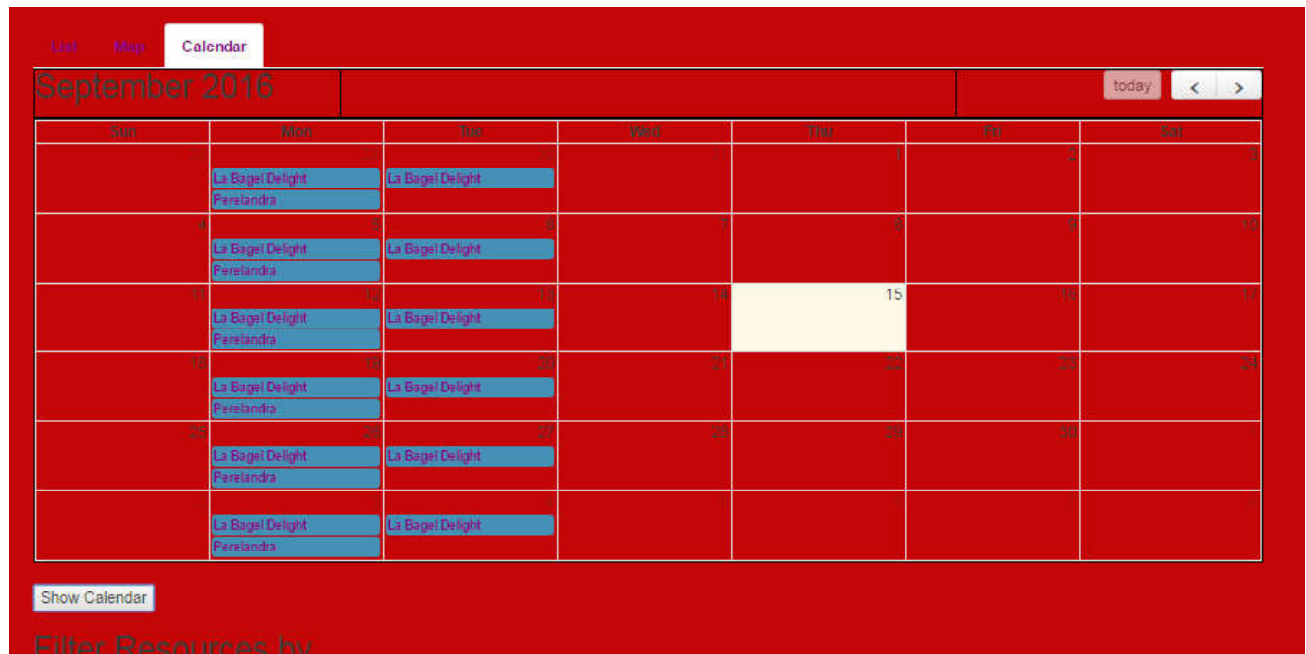 List Map Calendar
September 2016 today
Sun Mon Tue Wed Thu Fri Sat
1 2 3
La Bagel Delight La Bagel Delight
Perelandra
4 5 6 7 8 9 10
La Bagel Delight La Bagel Delight
Perelandra
11 12 13 14 15 16 17
La Bagel Delight La Bagel Delight
Perelandra
18 19 20 21 22 23 24
La Bagel Delight La Bagel Delight
Perelandra
25 26 27 28 29 30
La Bagel Delight La Bagel Delight
Perelandra
La Bagel Delight La Bagel Delight
Perelandra
Show Calendar
Filter Resources by